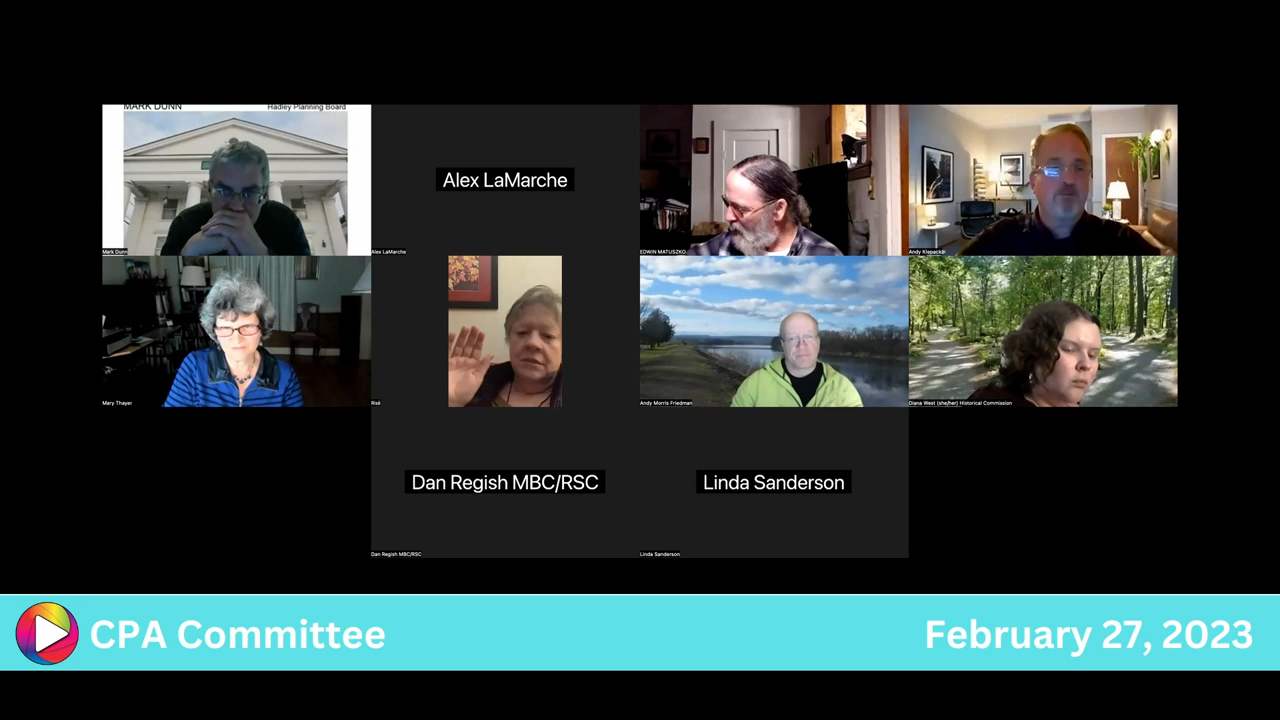 MARK DUNN
Hadley Planning Board
Alex LaMarche
Mark Dunn
Alex LaMarche
EDWIN MATUSZKO
Andy Klepacki
Mary Thayer
Andy Morris Friedman
Diana West (she/her) Historical Commission
Dan Regish MBC/RSC
Linda Sanderson
Dan Regish MBC/RSC
Linda Sanderson
CPA Committee
February 27, 2023